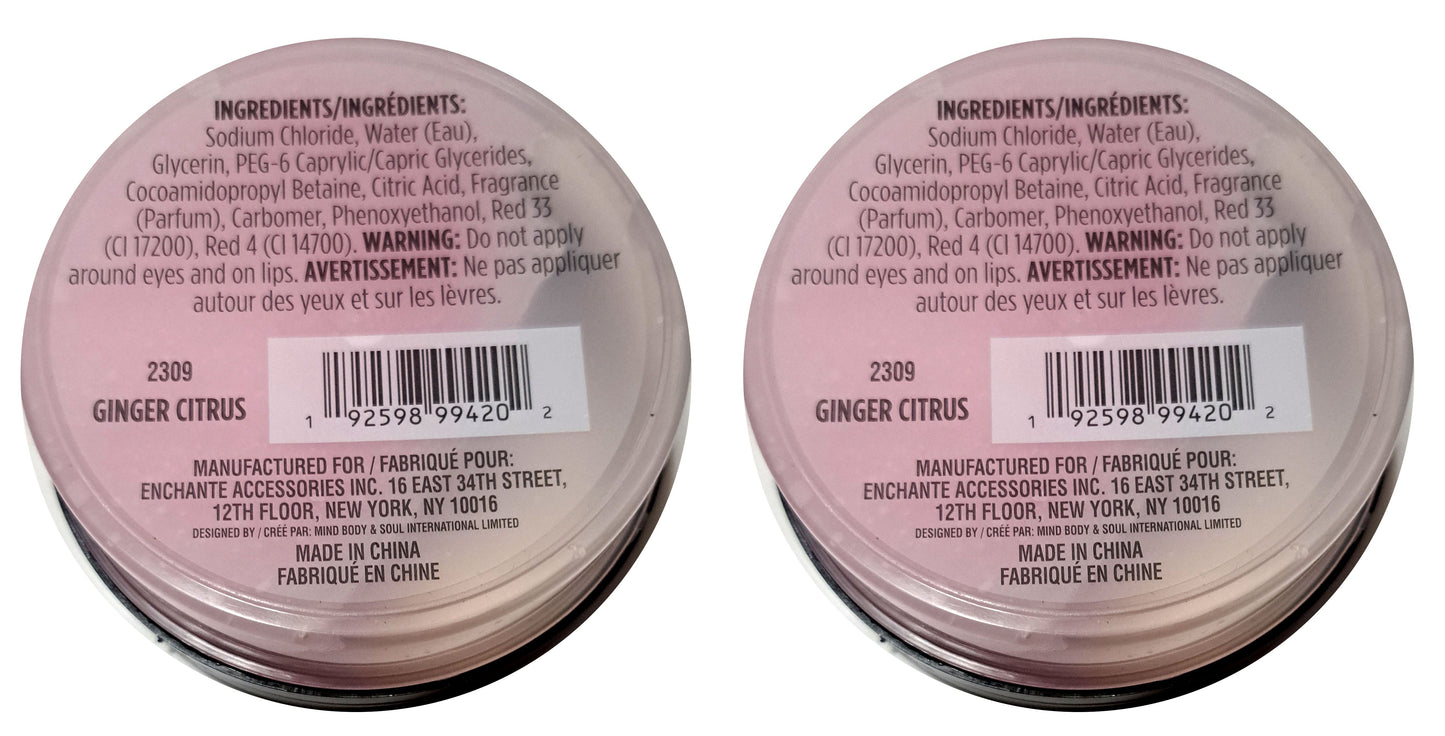 INGREDIENTS/INGRÉDIENTS:
Sodium Chloride, Water (Eau),
Glycerin, PEG-6 Caprylic/Capric Glycerides,
Cocoamidopropyl Betaine, Citric Acid, Fragrance
(Parfum), Carbomer, Phenoxyethanol, Red 33
(CI 17200), Red 4 (CI 14700). WARNING: Do not apply
around eyes and on lips. AVERTISSEMENT: Ne pas appliquer
autour des yeux et sur les lèvres.
2309
GINGER CITRUS
1 92598 99420 2
MANUFACTURED FOR / FABRIQUÉ POUR:
ENCHANTE ACCESSORIES INC. 16 EAST 34TH STREET,
12TH FLOOR, NEW YORK, NY 10016
DESIGNED BY / CRÉÉ PAR: MIND BODY & SOUL INTERNATIONAL LIMITED
MADE IN CHINA
FABRIQUÉ EN CHINE
INGREDIENTS/INGRÉDIENTS:
Sodium Chloride, Water (Eau),
Glycerin, PEG-6 Caprylic/Capric Glycerides,
Cocoamidopropyl Betaine, Citric Acid, Fragrance
(Parfum), Carbomer, Phenoxyethanol, Red 33
(CI 17200), Red 4 (CI 14700). WARNING: Do not apply
around eyes and on lips. AVERTISSEMENT: Ne pas appliquer
autour des yeux et sur les lèvres.
2309
GINGER CITRUS
1 92598 99420 2
MANUFACTURED FOR / FABRIQUÉ POUR:
ENCHANTE ACCESSORIES INC. 16 EAST 34TH STREET,
12TH FLOOR, NEW YORK, NY 10016
DESIGNED BY / CRÉÉ PAR: MIND BODY & SOUL INTERNATIONAL LIMITED
MADE IN CHINA
FABRIQUÉ EN CHINE